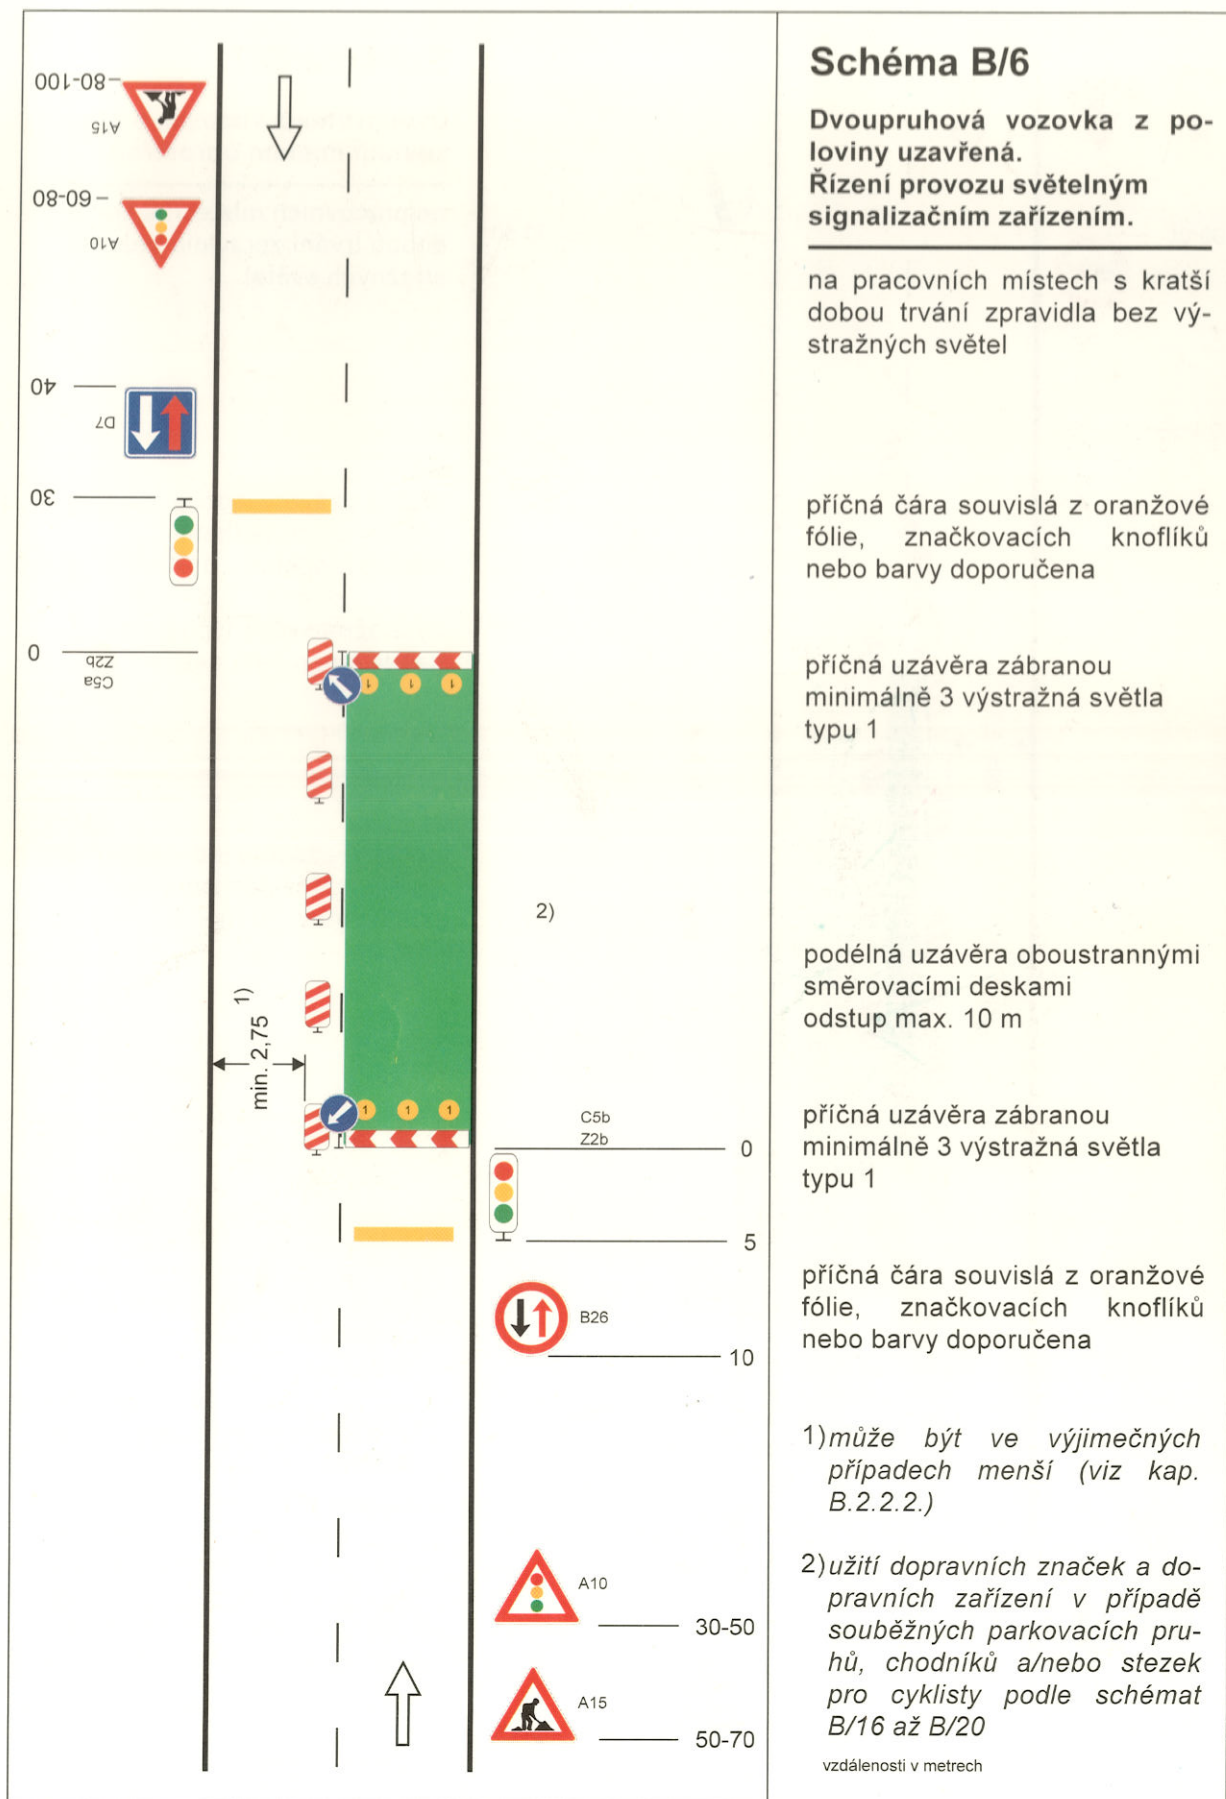 Schéma B/6
Dvoupruhová vozovka z po-
loviny uzavřená.
Řízení provozu světelným
signalizačním zařízením.
na pracovních místech s kratší
dobou trvání zpravidla bez vý-
stražných světel
příčná čára souvislá z oranžové
fólie, značkovacích knoflíků
nebo barvy doporučena
příčná uzávěra zábranou
minimálně 3 výstražná světla
typu 1
podélná uzávěra oboustrannými
směrovacími deskami
odstup max. 10 m
příčná uzávěra zábranou
minimálně 3 výstražná světla
typu 1
příčná čára souvislá z oranžové
fólie, značkovacích knoflíků
nebo barvy doporučena
1) může být ve výjimečných
případech menší (viz kap.
B.2.2.2.)
2) užití dopravních značek a do-
pravních zařízení v případě
souběžných parkovacích pru-
hů, chodníků a/nebo stezek
pro cyklisty podle schémat
B/16 až B/20
vzdálenosti v metrech
80-100
A15
60-80
A10
40
D7
30
0
Z2b
C5a
1 1 1
2)
min. 2,75 1)
1 1 1
C5b
Z2b
0
5
B26
10
A10
30-50
A15
50-70